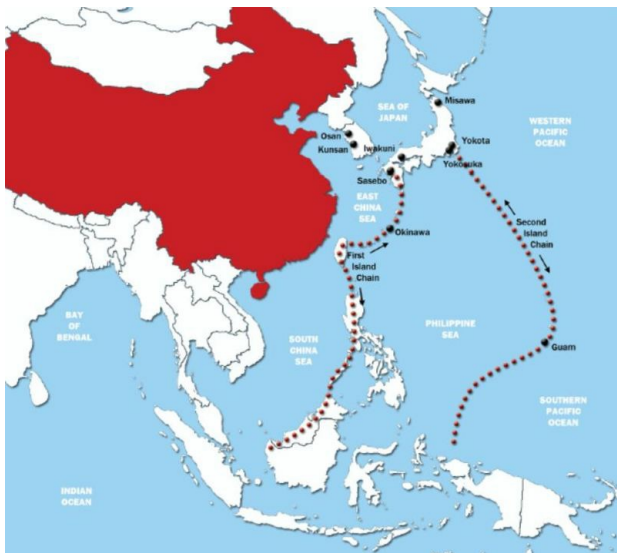 SEA OF
JAPAN
Misawa
WESTERN
PACIFIC
OCEAN
Osan
Kunsan
Iwakuni
Yokota
Yokosuka
Sasebo
EAST
CHINA
SEA
Okinawa
Second
Island
Chain
First
Island
Chain
BAY
OF
BENGAL
SOUTH
CHINA
SEA
PHILIPPINE
SEA
Guam
SOUTHERN
PACIFIC
OCEAN
INDIAN
OCEAN